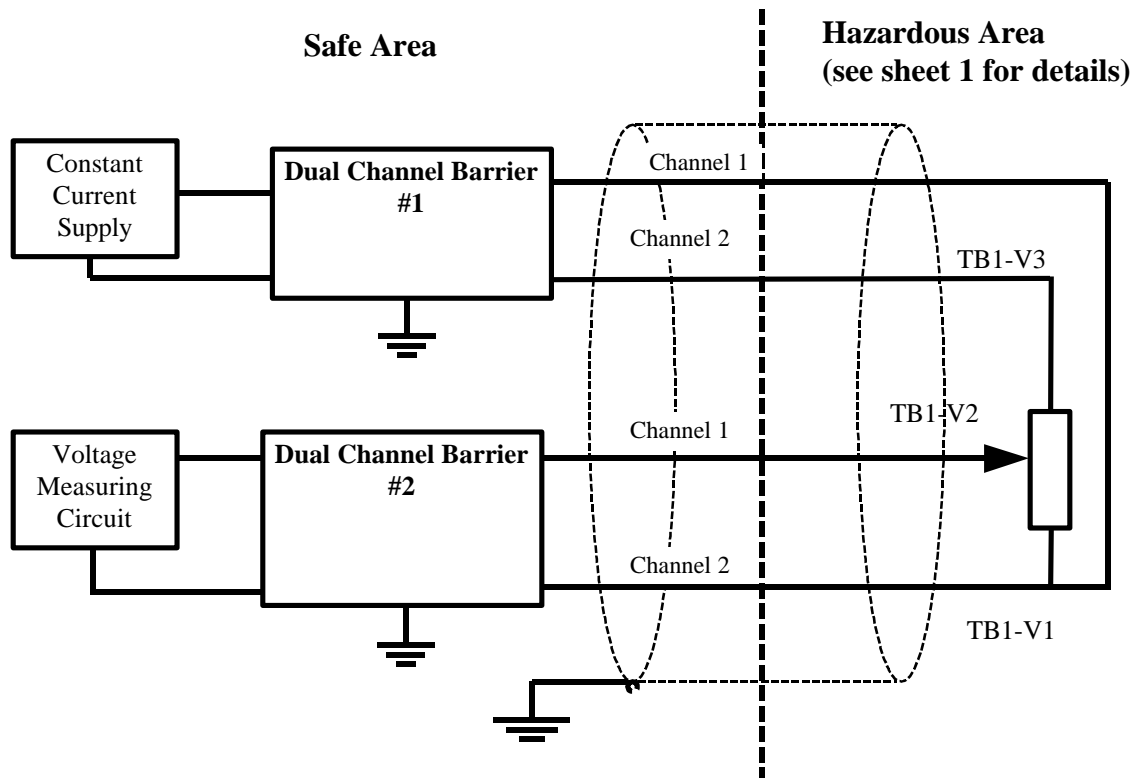 Safe Area
Hazardous Area
(see sheet 1 for details)
Constant
Current
Supply
Dual Channel Barrier
#1
Channel 1
Channel 2
TB1-V3
Voltage
Measuring
Circuit
Dual Channel Barrier
#2
Channel 1
TB1-V2
Channel 2
TB1-V1